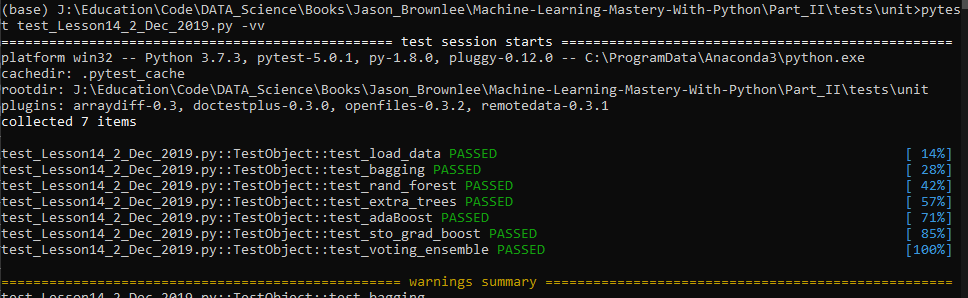 (base) J:\Education\Code\DATA_Science\Books\Jason_Brownlee\Machine-Learning-Mastery-With-Python\Part_II\tests\unit>pytes
t test_Lesson14_2_Dec_2019.py -vv
================================================= test session starts =================================================
platform win32 -- Python 3.7.3, pytest-5.0.1, py-1.8.0, pluggy-0.12.0 -- C:\ProgramData\Anaconda3\python.exe
cachedir: .pytest_cache
rootdir: J:\Education\Code\DATA_Science\Books\Jason_Brownlee\Machine-Learning-Mastery-With-Python\Part_II\tests\unit
plugins: arraydiff-0.3, doctestplus-0.3.0, openfiles-0.3.2, remotedata-0.3.1
collected 7 items
test_Lesson14_2_Dec_2019.py::TestObject::test_load_data PASSED [ 14%]
test_Lesson14_2_Dec_2019.py::TestObject::test_bagging PASSED [ 28%]
test_Lesson14_2_Dec_2019.py::TestObject::test_rand_forest PASSED [ 42%]
test_Lesson14_2_Dec_2019.py::TestObject::test_extra_trees PASSED [ 57%]
test_Lesson14_2_Dec_2019.py::TestObject::test_adaBoost PASSED [ 71%]
test_Lesson14_2_Dec_2019.py::TestObject::test_sto_grad_boost PASSED [ 85%]
test_Lesson14_2_Dec_2019.py::TestObject::test_voting_ensemble PASSED [100%]
================================================== warnings summary ===================================================
test_Lesson14_2_Dec_2019.py::TestObject::test_bagging